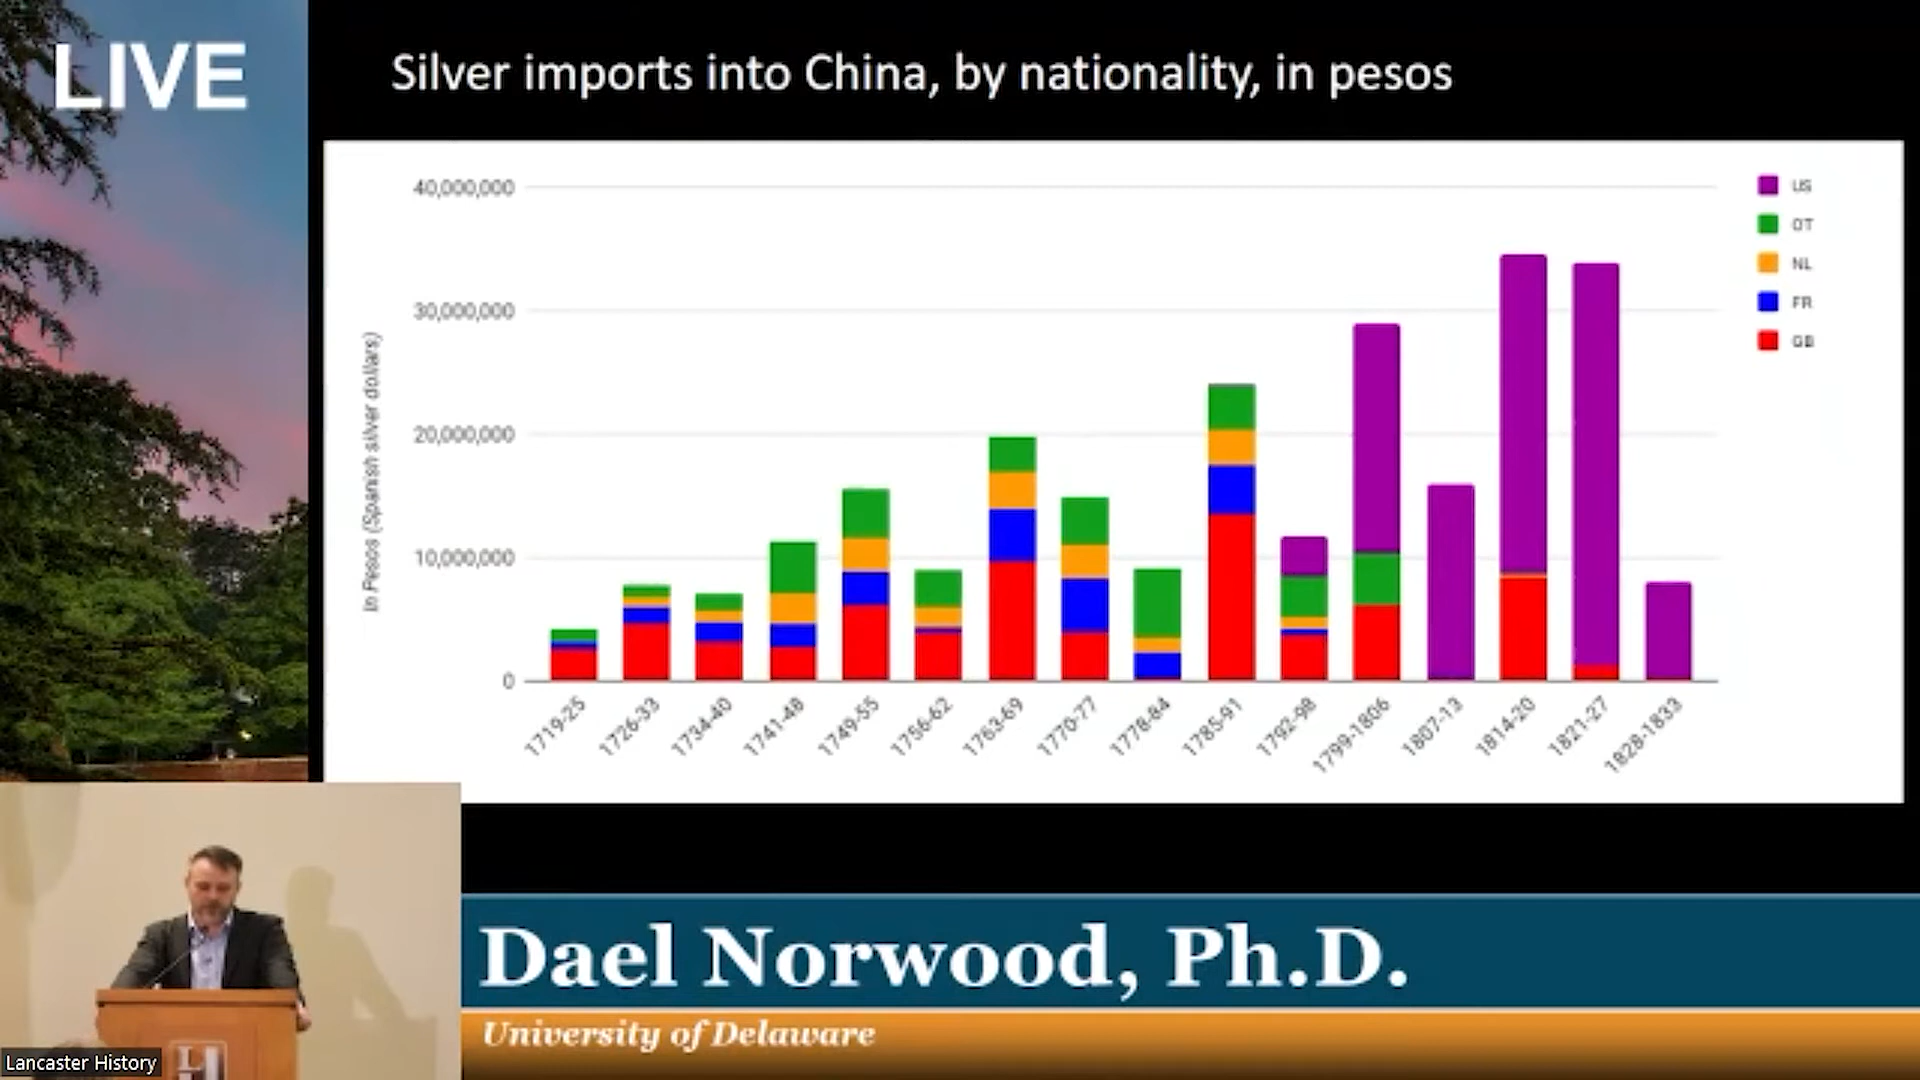 LIVE
Silver imports into China, by nationality, in pesos
40,000,000
30,000,000
20,000,000
10,000,000
0
In Pesos (Spanish silver dollars)
US
OT
NL
FR
GB
1719-25
1726-33
1734-40
1741-48
1749-55
1756-62
1763-69
1770-77
1778-84
1785-91
1792-98
1799-1806
1807-13
1814-20
1821-27
1828-1833
Dael Norwood, Ph.D.
University of Delaware
Lancaster History